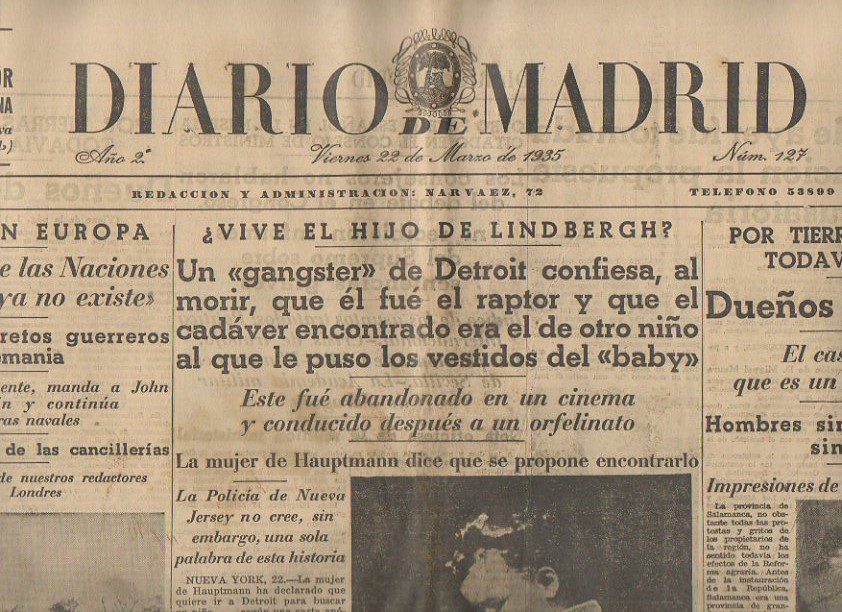 DIARIO DE MADRID
Año 2º
Viernes 22 de Marzo de 1935
Núm. 127
REDACCION Y ADMINISTRACION: NARVAEZ, 72
TELEFONO 53899
N EUROPA
e las Naciones
ya no existe»
retos guerreros
emania
ente, manda a John
n y continúa
ras navales
de las cancillerías
de nuestros redactores
Londres
¿VIVE EL HIJO DE LINDBERGH?
Un «gangster» de Detroit confiesa, al
morir, que él fué el raptor y que el
cadáver encontrado era el de otro niño
al que le puso los vestidos del «baby»
Este fué abandonado en un cinema
y conducido después a un orfelinato
La mujer de Hauptmann dice que se propone encontrarlo
La Policía de Nueva
Jersey no cree, sin
embargo, una sola
palabra de esta historia
NUEVA YORK, 22.—La mujer
de Hauptmann ha declarado que
quiere ir a Detroit para buscar
POR TIERR
TODAV
Dueños
El cas
que es un
Hombres sin
sin
Impresiones de
La provincia de
Salamanca, no obs-
tante todas las pro-
testas y gritos de
los propietarios de
la región, no ha
sentido todavía los
efectos de la Refor-
ma agraria. Antes
de la instauración
de la República,
Salamanca era una
provincia de gran-